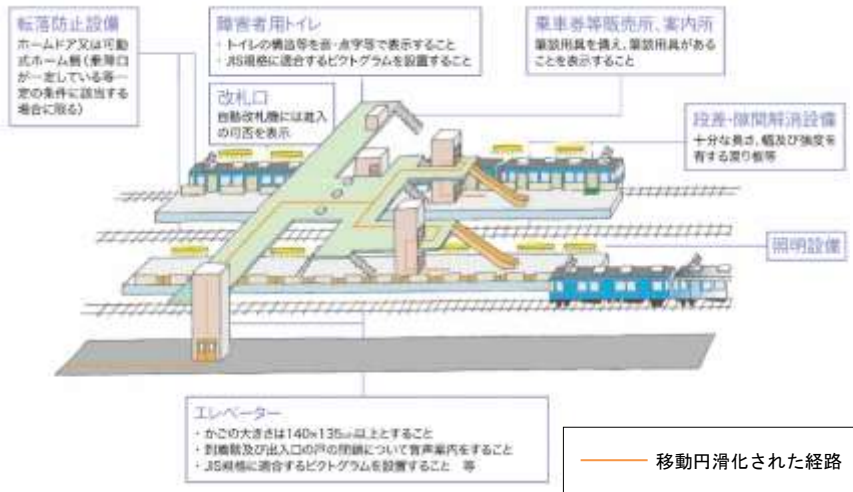 転落防止設備
ホームドア又は可動
式ホーム柵（乗降口
が一定している等一
定の条件に該当する
場合に限る）
障害者用トイレ
・トイレの構造等を音・点字等で表示すること
・JIS規格に適合するピクトグラムを設置すること
乗車券等販売所、案内所
筆談用具を備え、筆談用具がある
ことを表示すること
改札口
自動改札機には進入
の可否を表示
段差・隙間解消設備
十分な長さ、幅及び強度を
有する渡り板等
照明設備
エレベーター
・かごの大きさは140×135㎝以上とすること
・到着階及び出入口の戸の閉鎖について音声案内をすること
・JIS規格に適合するピクトグラムを設置すること　等
移動円滑化された経路